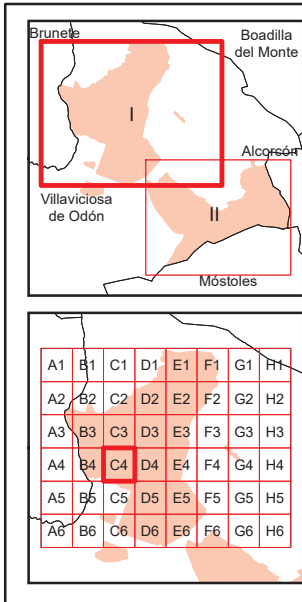 Brunete
Boadilla
del Monte
I
Alcorcón
Villaviciosa
de Odón
II
Móstoles
A1 B1 C1 D1 E1 F1 G1 H1
A2 B2 C2 D2 E2 F2 G2 H2
A3 B3 C3 D3 E3 F3 G3 H3
A4 B4 C4 D4 E4 F4 G4 H4
A5 B5 C5 D5 E5 F5 G5 H5
A6 B6 C6 D6 E6 F6 G6 H6